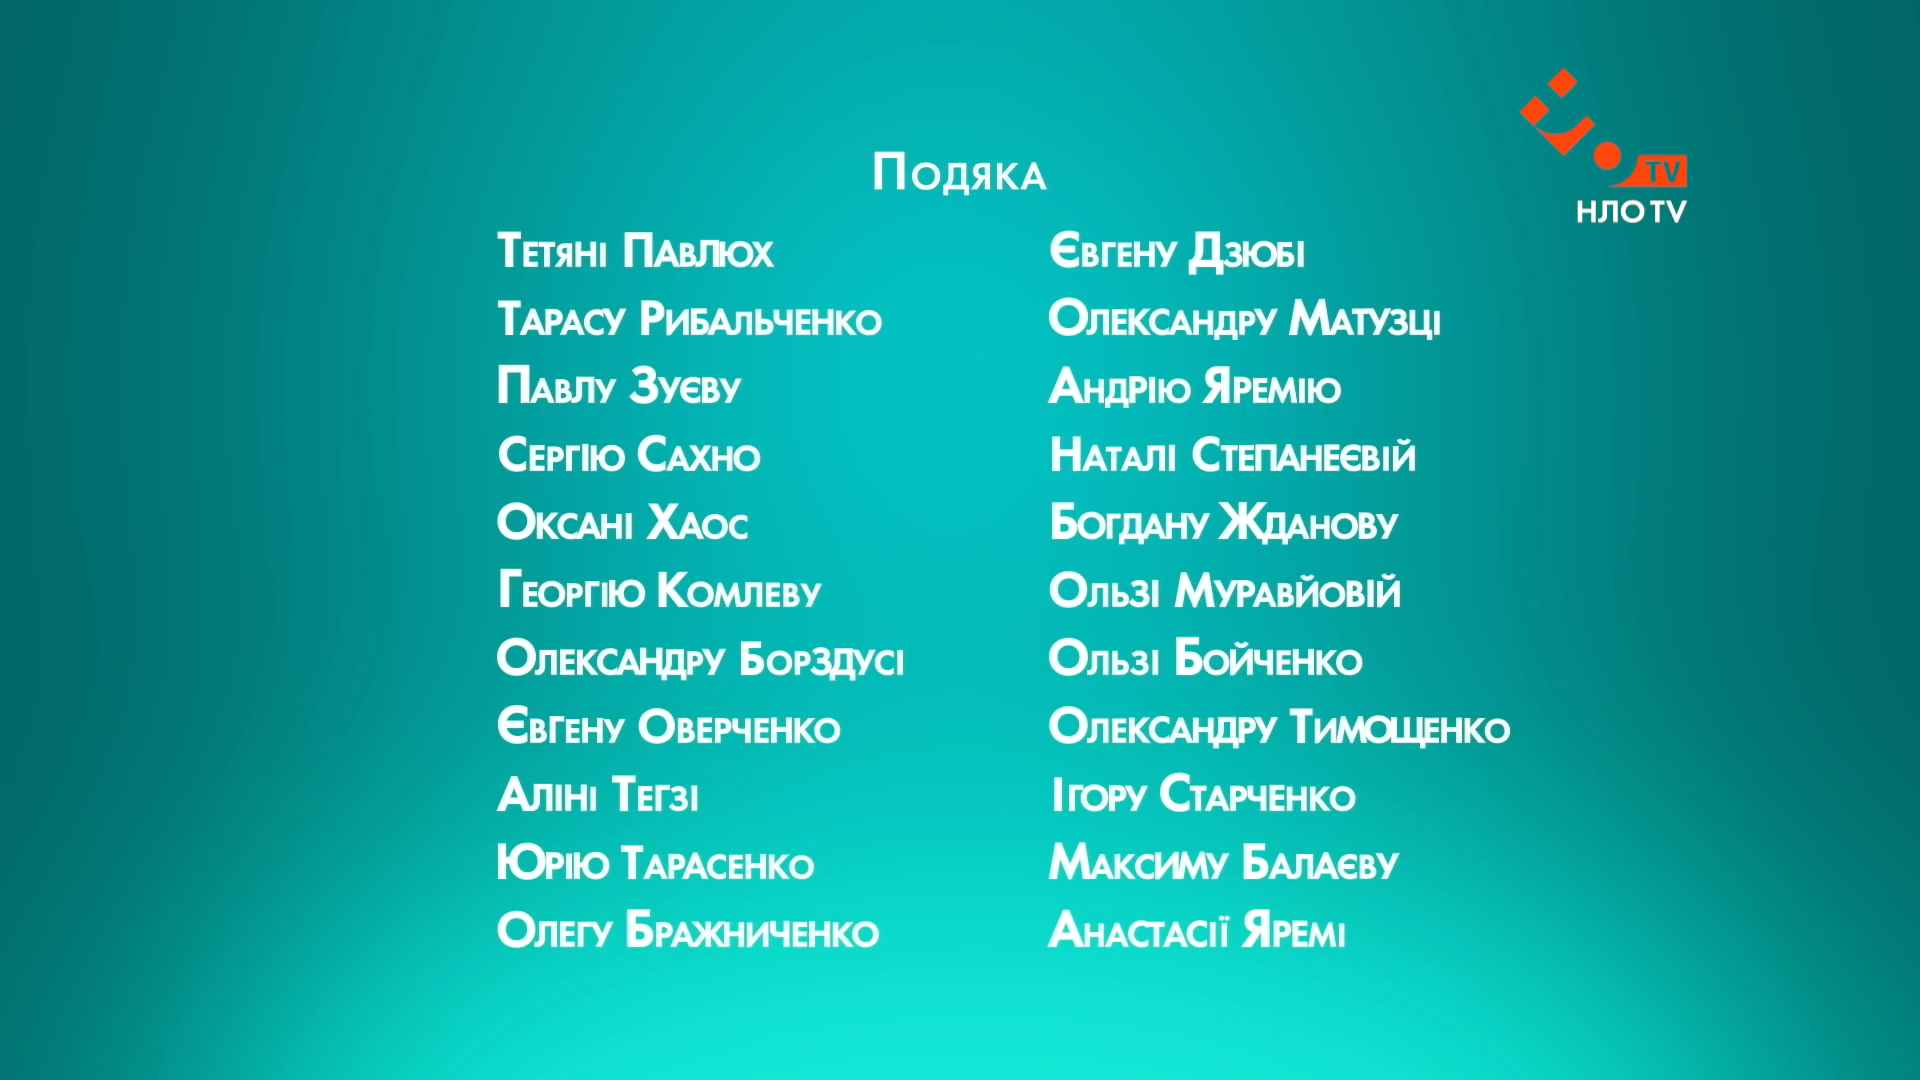 Подяка
TV
НЛО TV
Тетяні Павлюх
Тарасу Рибальченко
Павлу Зуєву
Сергію Сахно
Оксані Хаос
Георгію Комлеву
Олександру Борздусі
Євгену Оверченко
Аліні Тегзі
Юрію Тарасенко
Олегу Бражниченко
Євгену Дзюбі
Олександру Матузці
Андрію Яремію
Наталі Степанеєвій
Богдану Жданову
Ользі Муравйовій
Ользі Бойченко
Олександру Тимощенко
Ігору Старченко
Максиму Балаєву
Анастасії Яремі